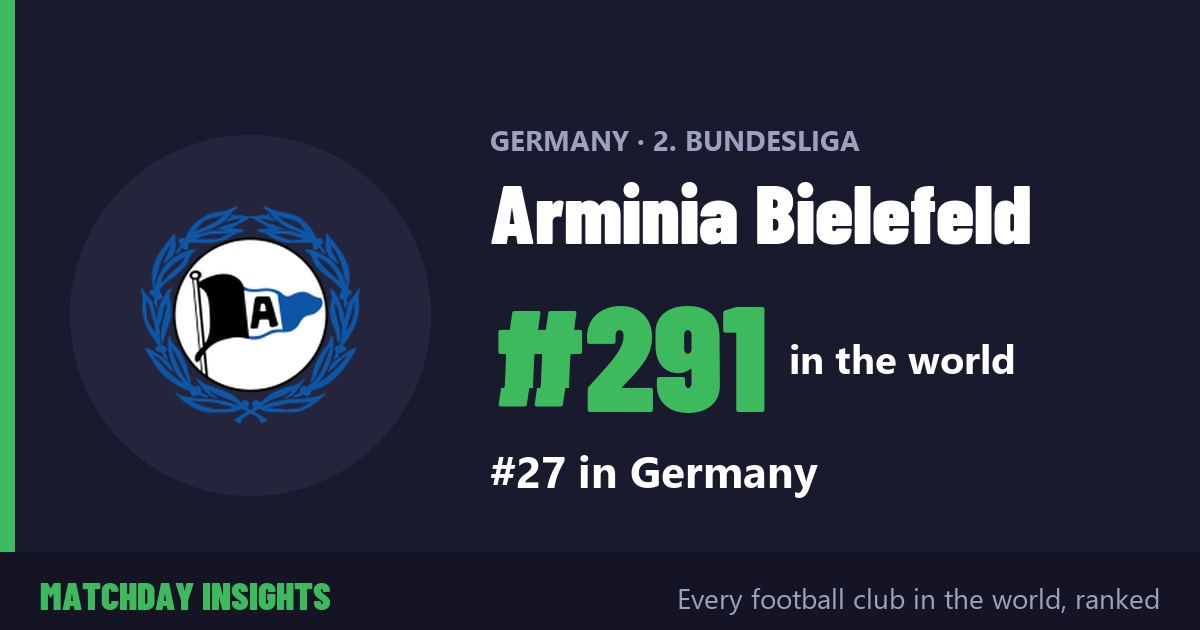 GERMANY · 2. BUNDESLIGA
Arminia Bielefeld
A
#291 in the world
#27 in Germany
MATCHDAY INSIGHTS
Every football club in the world, ranked